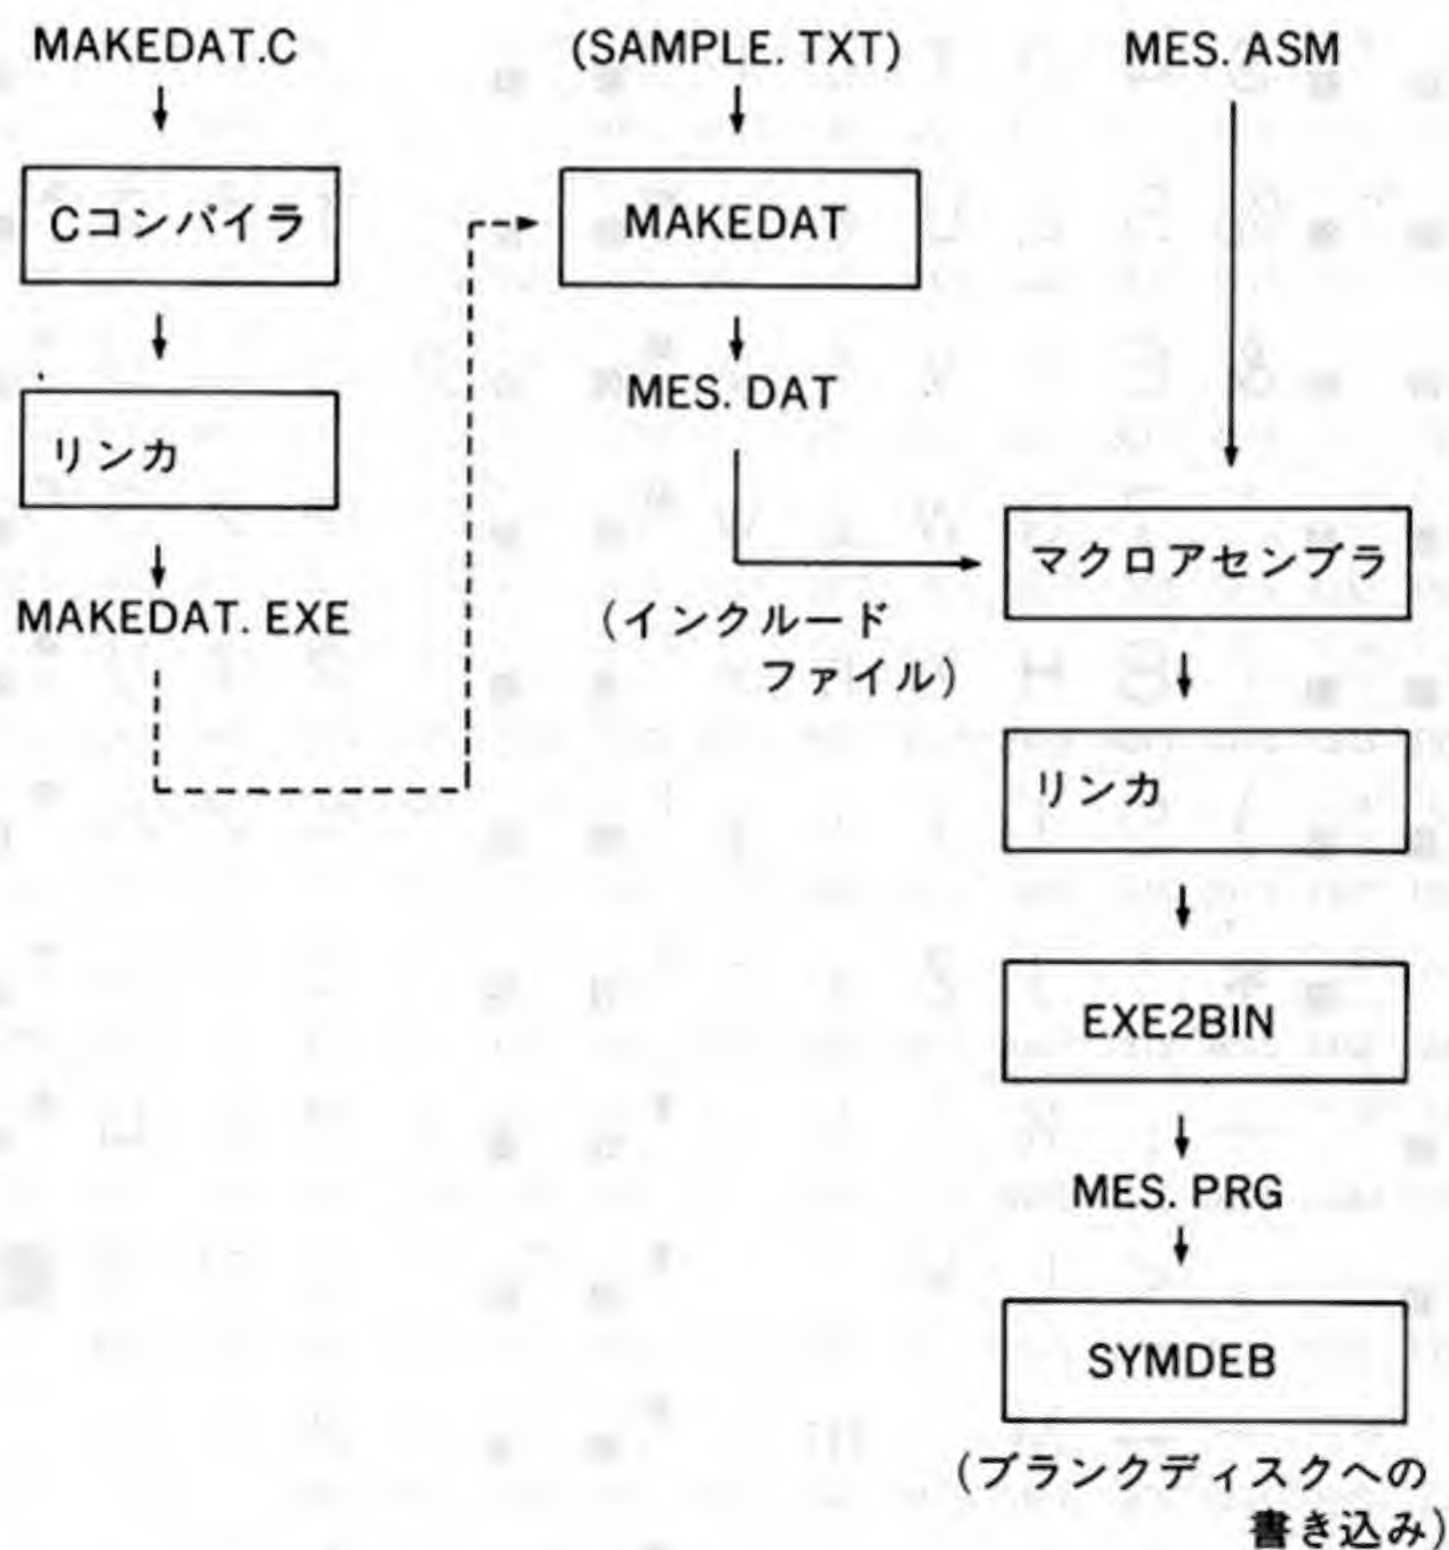 MAKEDAT.C
Cコンパイラ
リンカ
MAKEDAT. EXE
(SAMPLE. TXT)
MAKEDAT
MES. DAT
(インクルード
ファイル)
MES. ASM
マクロアセンブラ
リンカ
EXE2BIN
MES. PRG
SYMDEB
(ブランクディスクへの
書き込み)